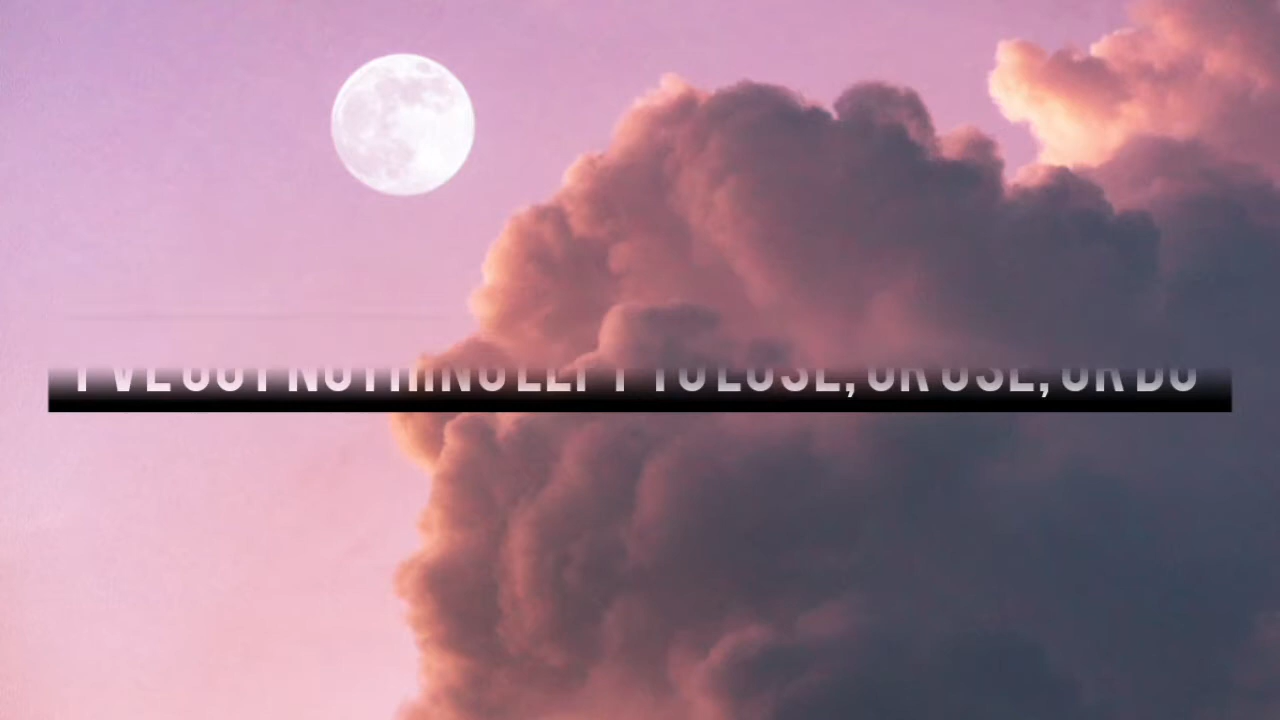 I'VE GOT NOTHING LEFT TO LOSE, OR USE, OR DO